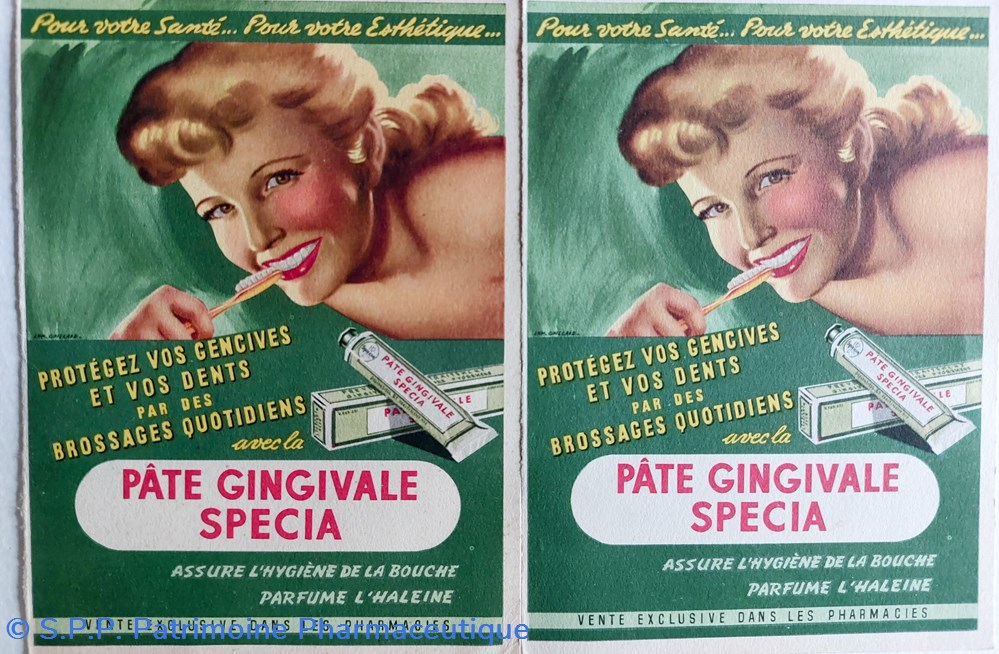 Pour votre Santé... Pour votre Esthétique...
PROTÉGEZ VOS GENCIVES
ET VOS DENTS
PAR DES
BROSSAGES QUOTIDIENS
avec la
PÂTE GINGIVALE
SPECIA
PÂTE GINGIVALE
SPECIA
ASSURE L'HYGIÈNE DE LA BOUCHE
PARFUME L'HALEINE
VENTE EXCLUSIVE DANS LES PHARMACIES
Pour votre Santé... Pour votre Esthétique...
PROTÉGEZ VOS GENCIVES
ET VOS DENTS
PAR DES
BROSSAGES QUOTIDIENS
avec la
PATE GINGIVALE
SPECIA
PÂTE GINGIVALE
SPECIA
ASSURE L'HYGIÈNE DE LA BOUCHE
PARFUME L'HALEINE
VENTE EXCLUSIVE DANS LES PHARMACIES
© S.P.P. Patrimoine Pharmaceutique